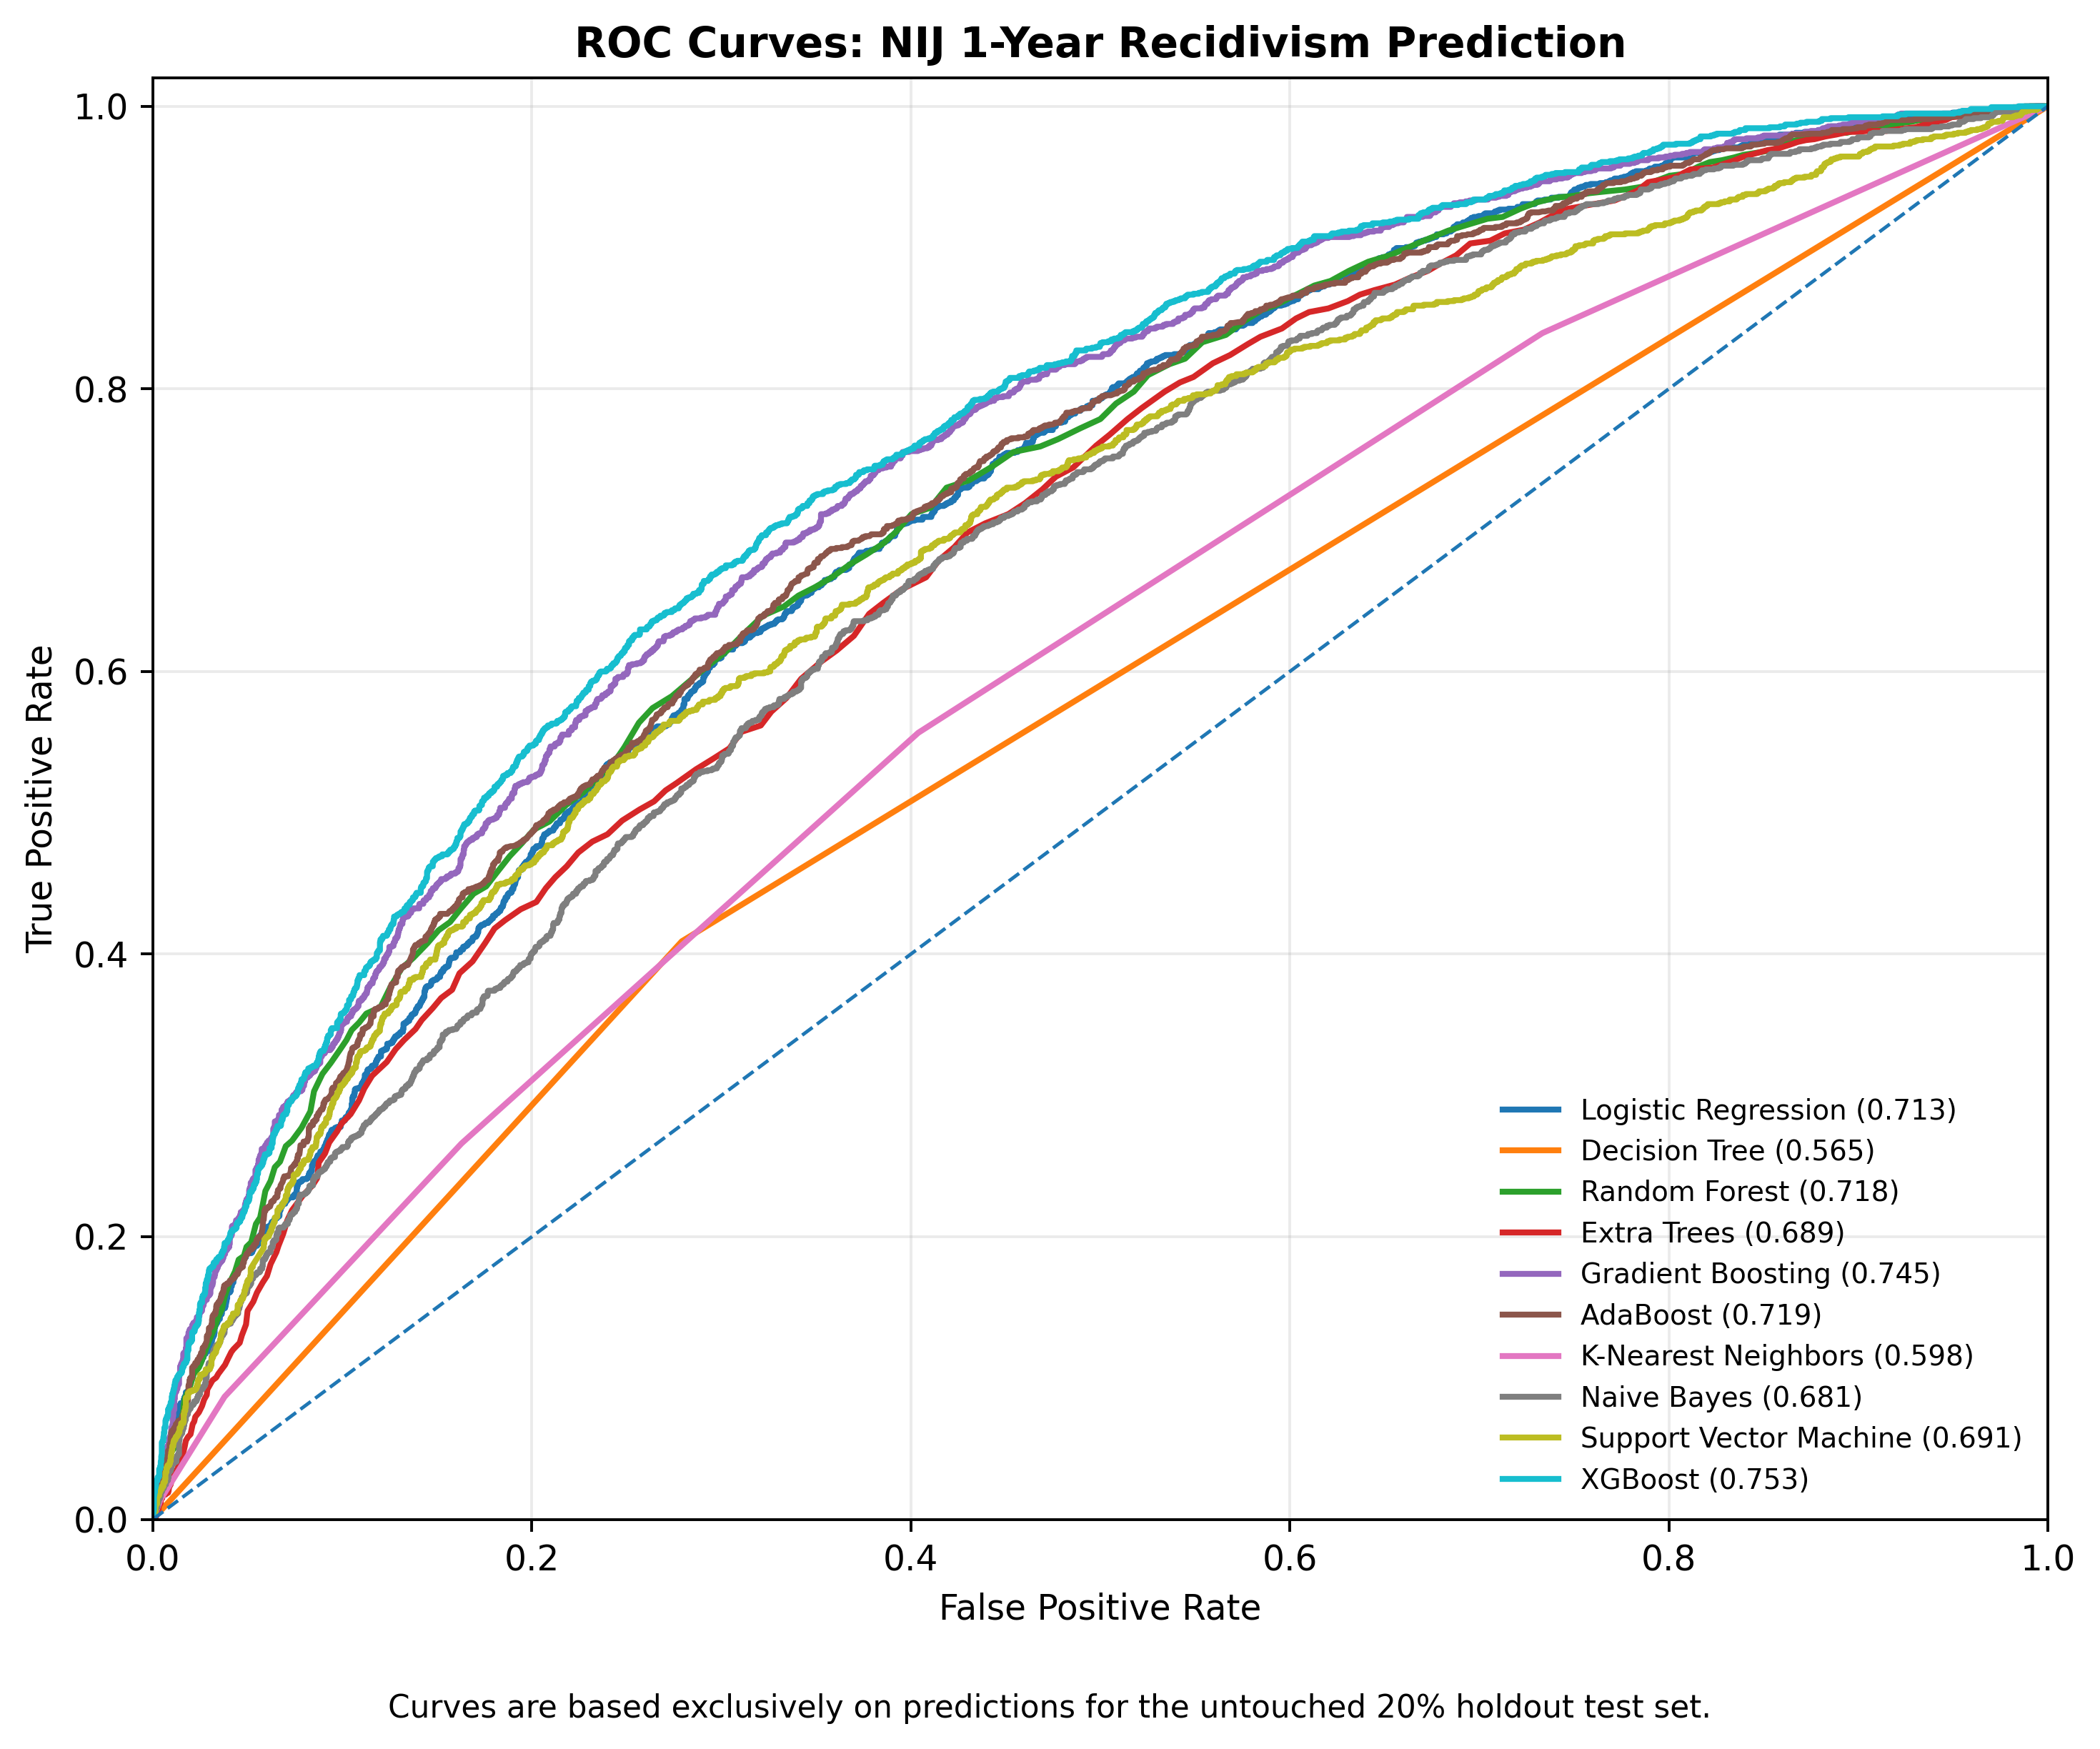 ROC Curves: NIJ 1-Year Recidivism Prediction
True Positive Rate
1.0
0.8
0.6
0.4
0.2
0.0
Logistic Regression (0.713)
Decision Tree (0.565)
Random Forest (0.718)
Extra Trees (0.689)
Gradient Boosting (0.745)
AdaBoost (0.719)
K-Nearest Neighbors (0.598)
Naive Bayes (0.681)
Support Vector Machine (0.691)
XGBoost (0.753)
0.0 0.2 0.4 0.6 0.8 1.0
False Positive Rate
Curves are based exclusively on predictions for the untouched 20% holdout test set.